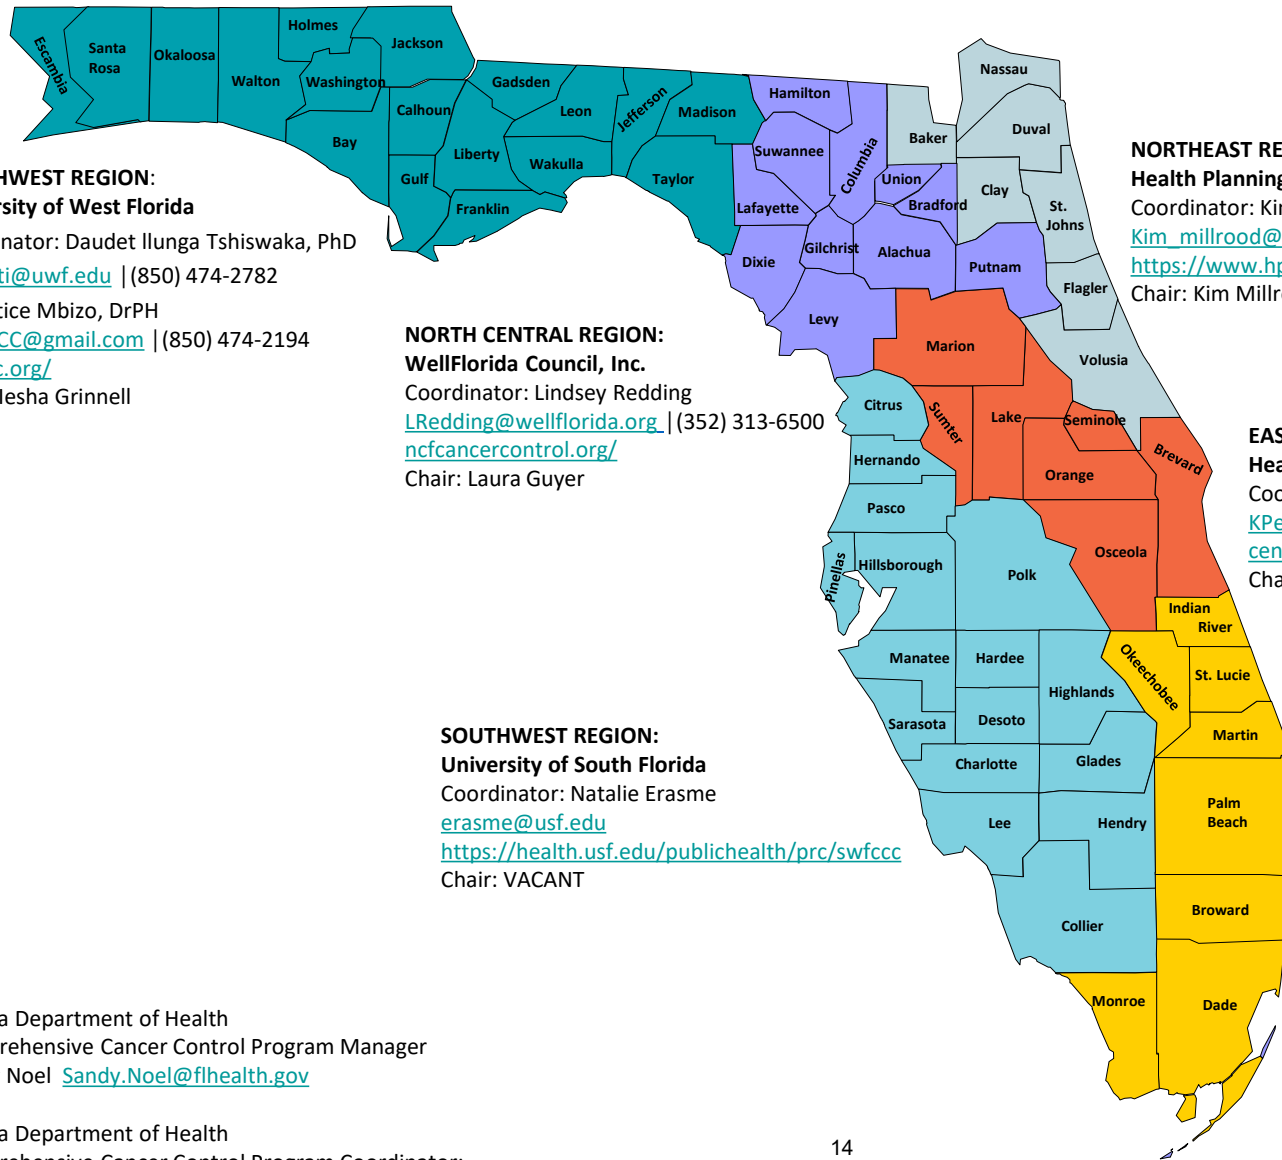 Escambia
Santa
Rosa
Okaloosa
Walton
Holmes
Washington
Jackson
Bay
Calhoun
Gulf
Liberty
Gadsden
Franklin
Leon
Wakulla
Jefferson
Madison
Taylor
Hamilton
Suwannee
Lafayette
Columbia
Dixie
Gilchrist
Union
Bradford
Alachua
Putnam
Levy
Baker
Nassau
Duval
Clay
St.
Johns
Flagler
Volusia
Marion
Citrus
Sumter
Lake
Seminole
Orange
Brevard
Osceola
Hernando
Pasco
Pinellas
Hillsborough
Polk
Manatee
Hardee
Highlands
Sarasota
Desoto
Charlotte
Glades
Lee
Hendry
Collier
Indian
River
Okeechobee
St. Lucie
Martin
Palm
Beach
Broward
Monroe
Dade
HWEST REGION:
rsity of West Florida
nator: Daudet Ilunga Tshiswaka, PhD
ti@uwf.edu |(850) 474-2782
tice Mbizo, DrPH
CC@gmail.com |(850) 474-2194
c.org/
Mesha Grinnell
NORTH CENTRAL REGION:
WellFlorida Council, Inc.
Coordinator: Lindsey Redding
LRedding@wellflorida.org |(352) 313-6500
ncfcancercontrol.org/
Chair: Laura Guyer
NORTHEAST RE
Health Planning
Coordinator: Kin
Kim_millrood@
https://www.hp
Chair: Kim Millro
EAS
Hea
Coo
KPe
cen
Cha
SOUTHWEST REGION:
University of South Florida
Coordinator: Natalie Erasme
erasme@usf.edu
https://health.usf.edu/publichealth/prc/swfccc
Chair: VACANT
a Department of Health
rehensive Cancer Control Program Manager
Noel Sandy.Noel@flhealth.gov
a Department of Health
rehensive Cancer Control Program Coordinator:
14